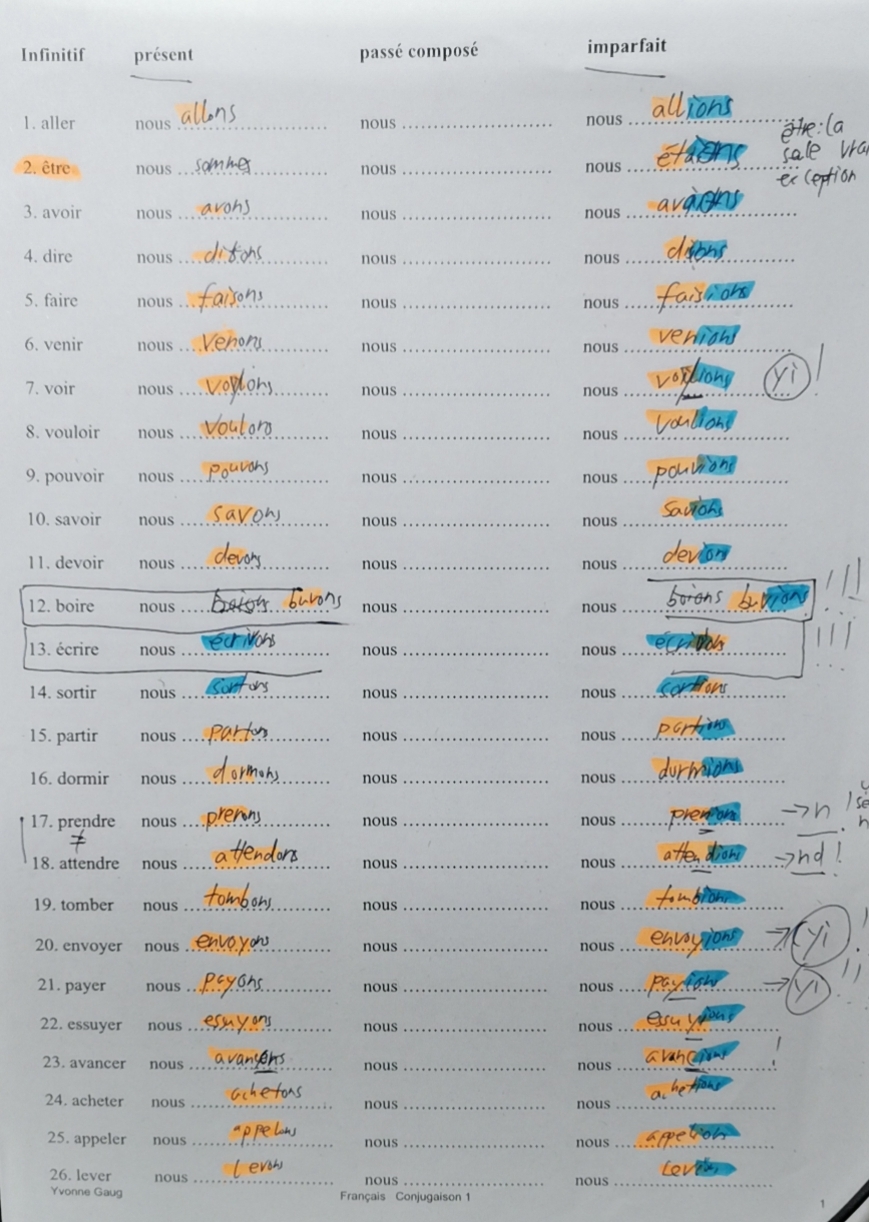 Infinitif présent passé composé imparfait
1. aller nous allons nous nous allions
2. être nous sommes nous nous étions être: la sale vrai exception
3. avoir nous avons nous nous avions
4. dire nous disons nous nous disions
5. faire nous faisons nous nous faisions
6. venir nous venons nous nous venions
7. voir nous voyons nous nous voyions yi !
8. vouloir nous voulons nous nous voulions
9. pouvoir nous pouvons nous nous pouvions
10. savoir nous savons nous nous savions
11. devoir nous devons nous nous devion
12. boire nous boions buvons nous nous boions buvions !!!
13. écrire nous écrivons nous nous !!!
14. sortir nous sortons nous nous sortions
15. partir nous partons nous nous partions
16. dormir nous dormons nous nous dormions
17. prendre nous prenons nous nous prenions → n !
≠
18. attendre nous attendons nous nous attendions → nd !
19. tomber nous tombons nous nous tombions
20. envoyer nous envoyons nous nous envoyions → yi !
21. payer nous payons nous nous payions → yi !!
22. essuyer nous essuyons nous nous essuyions
23. avancer nous avançons nous nous avancions !
24. acheter nous achetons nous nous achetions
25. appeler nous appelons nous nous appelions
26. lever nous levons nous nous
Yvonne Gaug Français Conjugaison 1 1